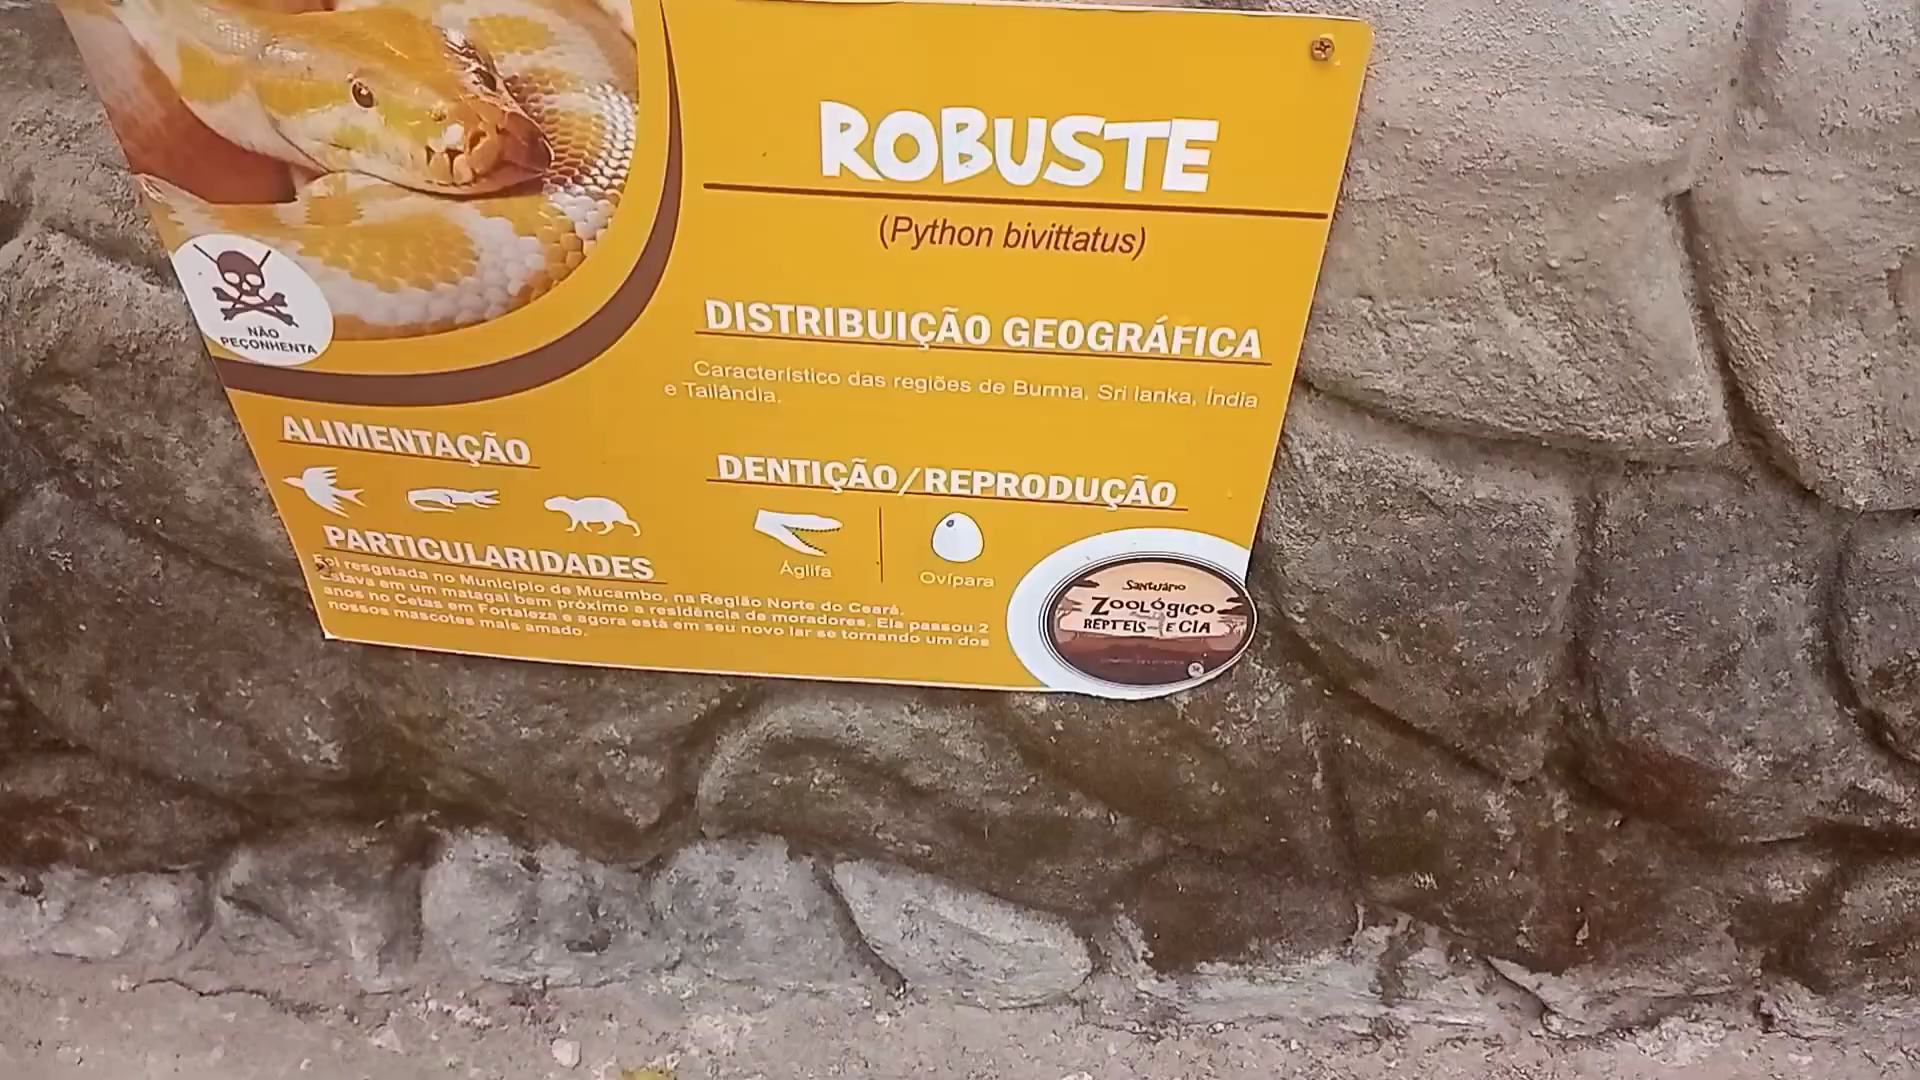 ROBUSTE
(Python bivittatus)
NÃO
PEÇONHENTA
DISTRIBUIÇÃO GEOGRÁFICA
Característico das regiões de Burma, Sri lanka, Índia
e Tailândia.
ALIMENTAÇÃO
DENTIÇÃO/REPRODUÇÃO
Áglifa
Ovípara
PARTICULARIDADES
Foi resgatada no Município de Mucambo, na Região Norte do Ceará.
Estava em um matagal bem próximo a residência de moradores. Ela passou 2
anos no Cetas em Fortaleza e agora está em seu novo lar se tornando um dos
nossos mascotes mais amado.
Santuário
Zoológico
RÉPTEIS E CIA